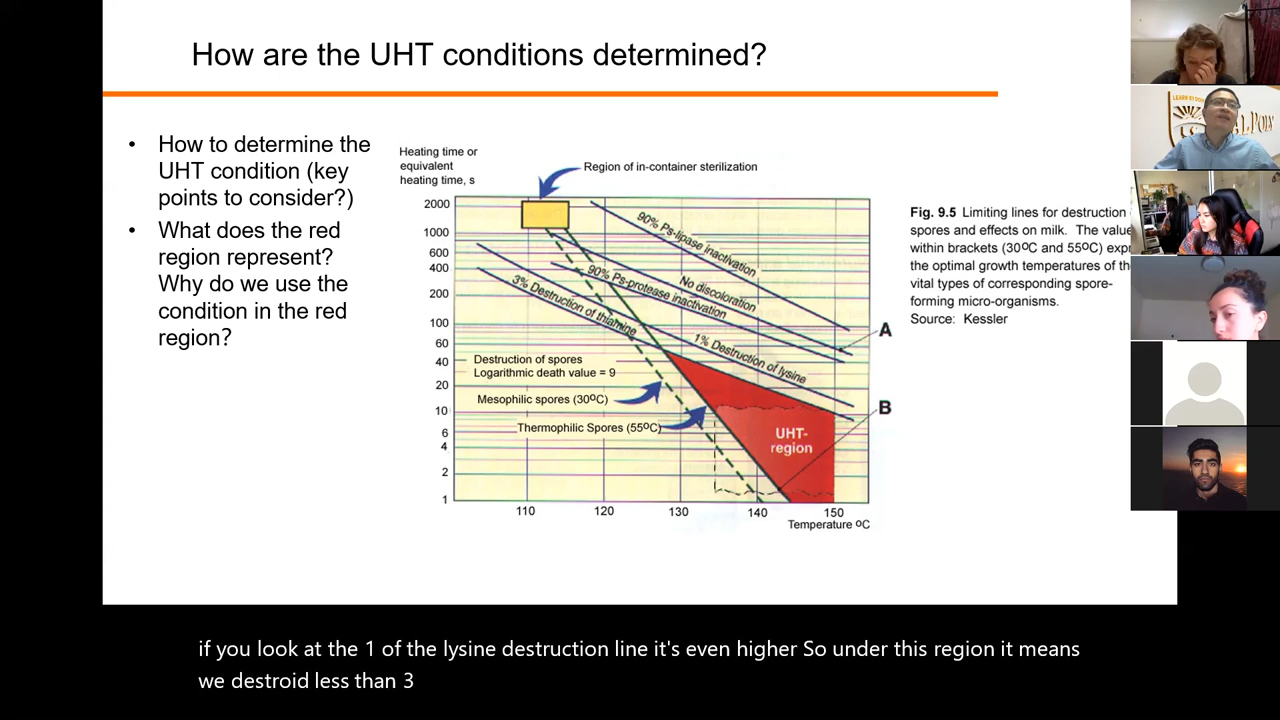 How are the UHT conditions determined?
• How to determine the
UHT condition (key
points to consider?)
• What does the red
region represent?
Why do we use the
condition in the red
region?
Heating time or
equivalent
heating time, s
Region of in-container sterilization
2000
1000
600
400
200
100
60
40
20
10
6
4
2
1
90% Ps-lipase inactivation
No discoloration
90% Ps-protease inactivation
3% Destruction of thiamine
1% Destruction of lysine
Destruction of spores
Logarithmic death value = 9
Mesophilic spores (30ºC)
Thermophilic Spores (55ºC)
UHT-
region
A
B
110 120 130 140 150
Temperature ºC
Fig. 9.5 Limiting lines for destruction
spores and effects on milk. The value
within brackets (30ºC and 55ºC) expr
the optimal growth temperatures of th
vital types of corresponding spore-
forming micro-organisms.
Source: Kessler
LEARN BY DO
AL POLY
if you look at the 1 of the lysine destruction line it's even higher So under this region it means
we destroid less than 3